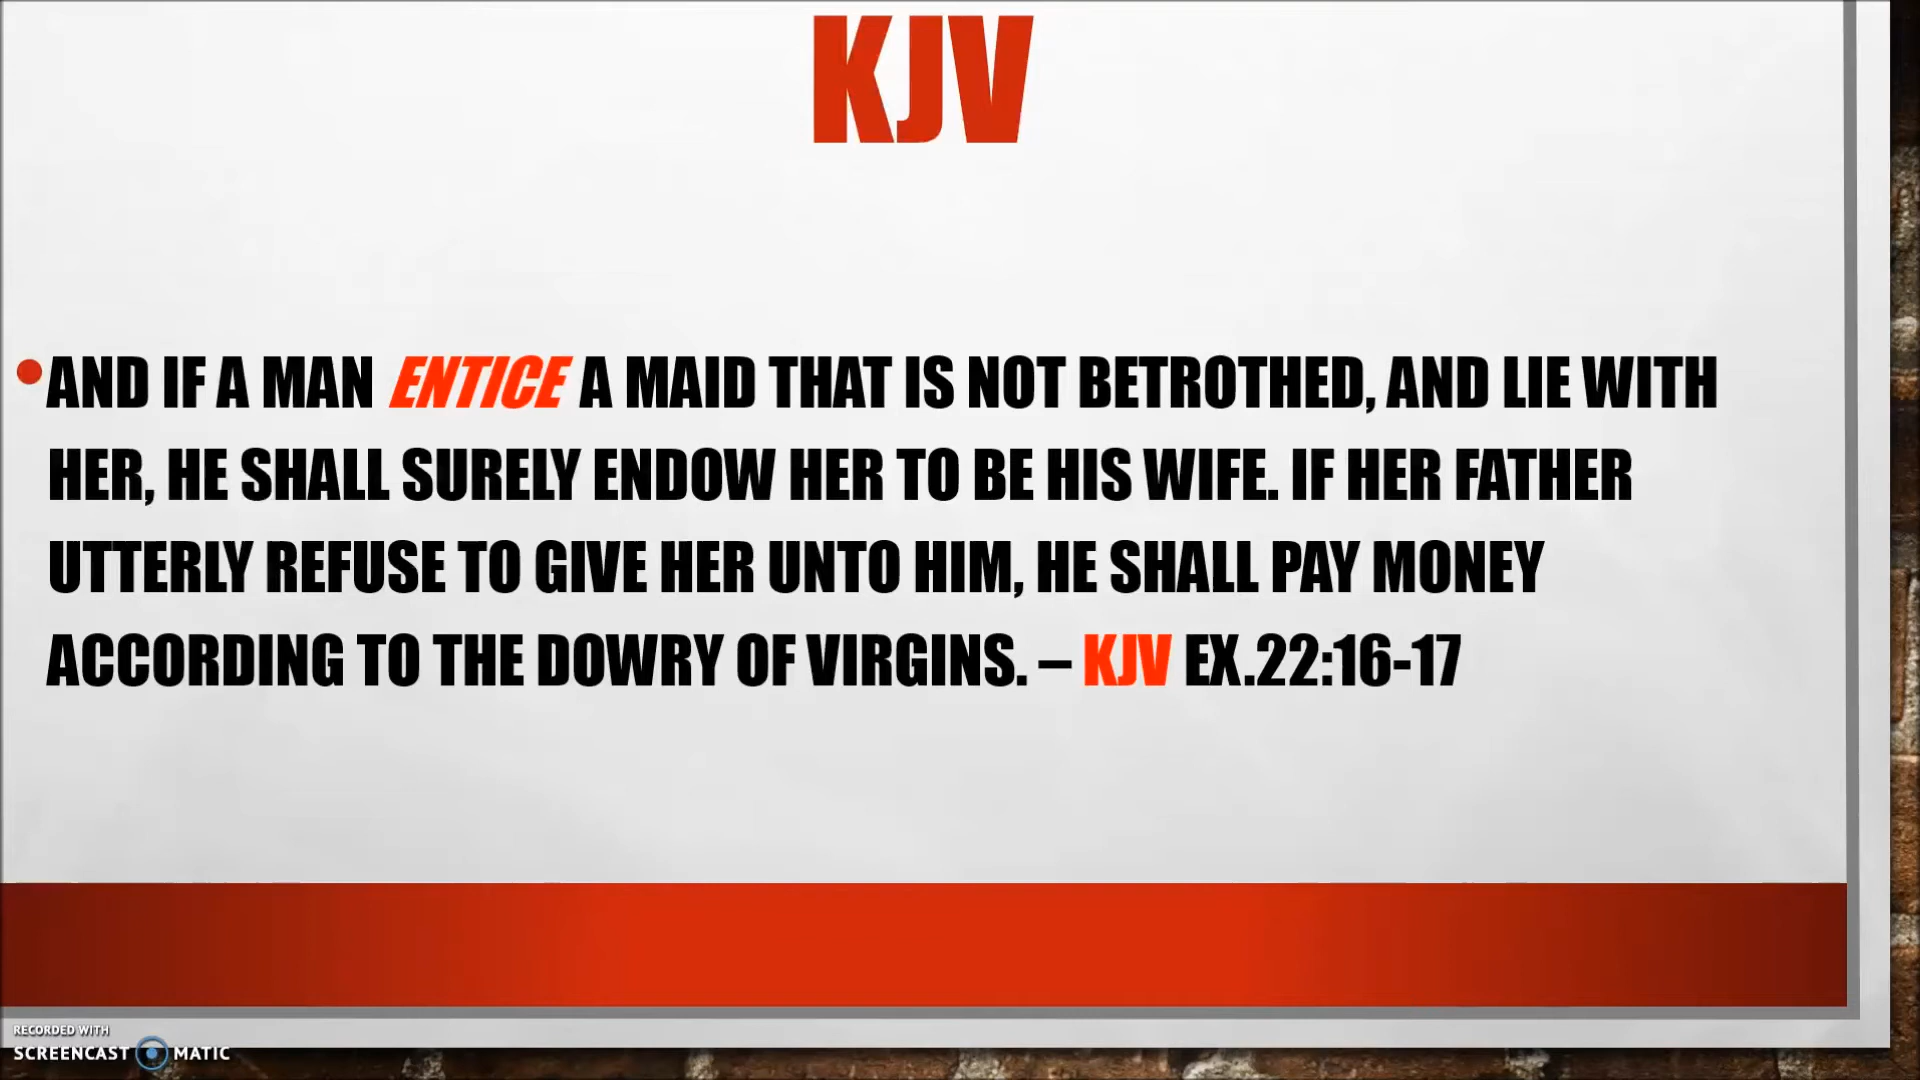 KJV
•AND IF A MAN ENTICE A MAID THAT IS NOT BETROTHED, AND LIE WITH
HER, HE SHALL SURELY ENDOW HER TO BE HIS WIFE. IF HER FATHER
UTTERLY REFUSE TO GIVE HER UNTO HIM, HE SHALL PAY MONEY
ACCORDING TO THE DOWRY OF VIRGINS. – KJV EX.22:16-17
RECORDED WITH
SCREENCAST MATIC